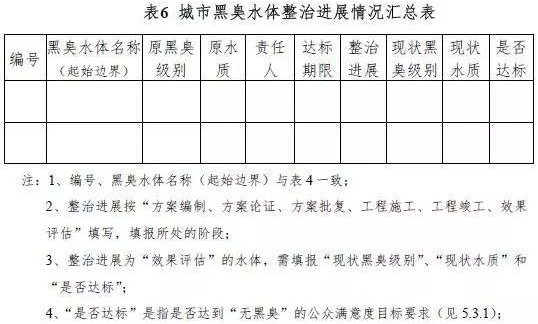 表6 城市黑臭水体整治进展情况汇总表
编号 黑臭水体名称（起始边界） 原黑臭级别 原水质 责任人 达标期限 整治进展 现状黑臭级别 现状水质 是否达标
注：1、编号、黑臭水体名称（起始边界）与表 4 一致；
2、整治进展按“方案编制、方案论证、方案批复、工程施工、工程竣工、效果
评估”填写，填报所处的阶段；
3、整治进展为“效果评估”的水体，需填报“现状黑臭级别”、“现状水质”和
“是否达标”；
4、“是否达标”是指是否达到“无黑臭”的公众满意度目标要求（见 5.3.1）；